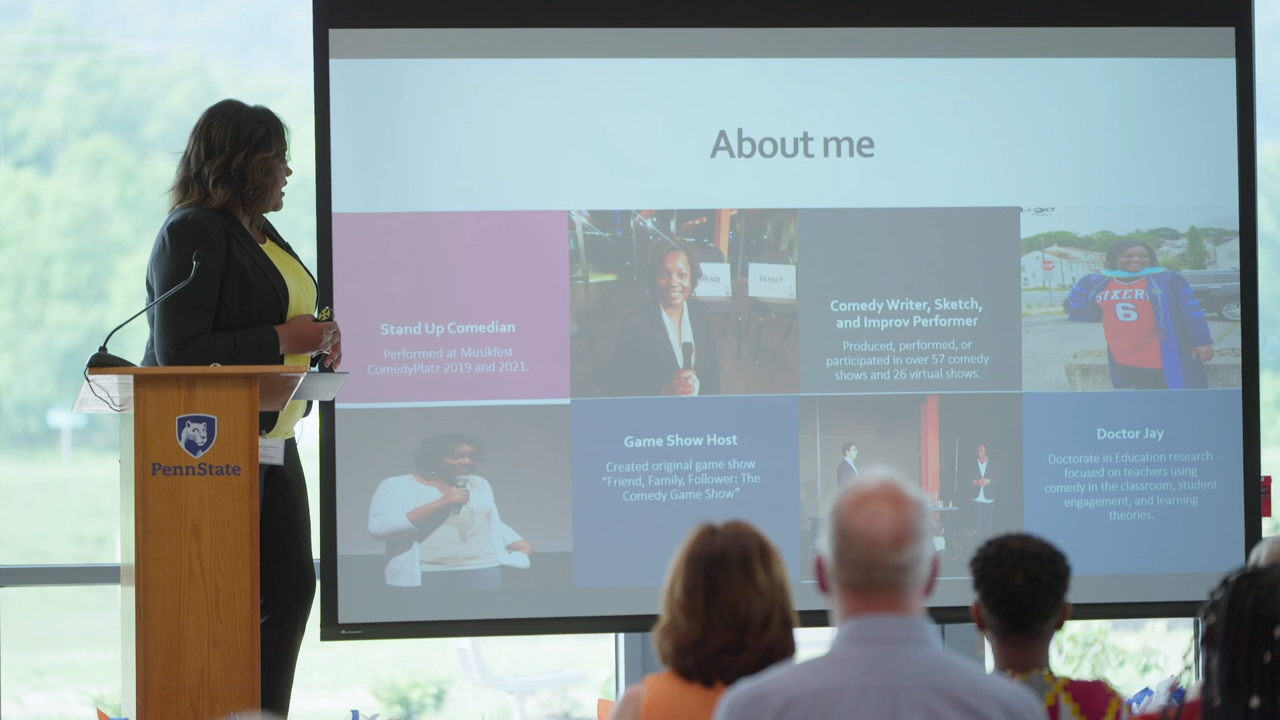 About me
Stand Up Comedian
Performed at Musikfest
ComedyPlatz 2019 and 2021.
FAMILY
Comedy Writer, Sketch,
and Improv Performer
Produced, performed, or
participated in over 57 comedy
shows and 26 virtual shows.
SIXERS
6
Game Show Host
Created original game show
“Friend, Family, Follower: The
Comedy Game Show”
Doctor Jay
Doctorate in Education research
focused on teachers using
comedy in the classroom, student
engagement, and learning
theories.
PennState